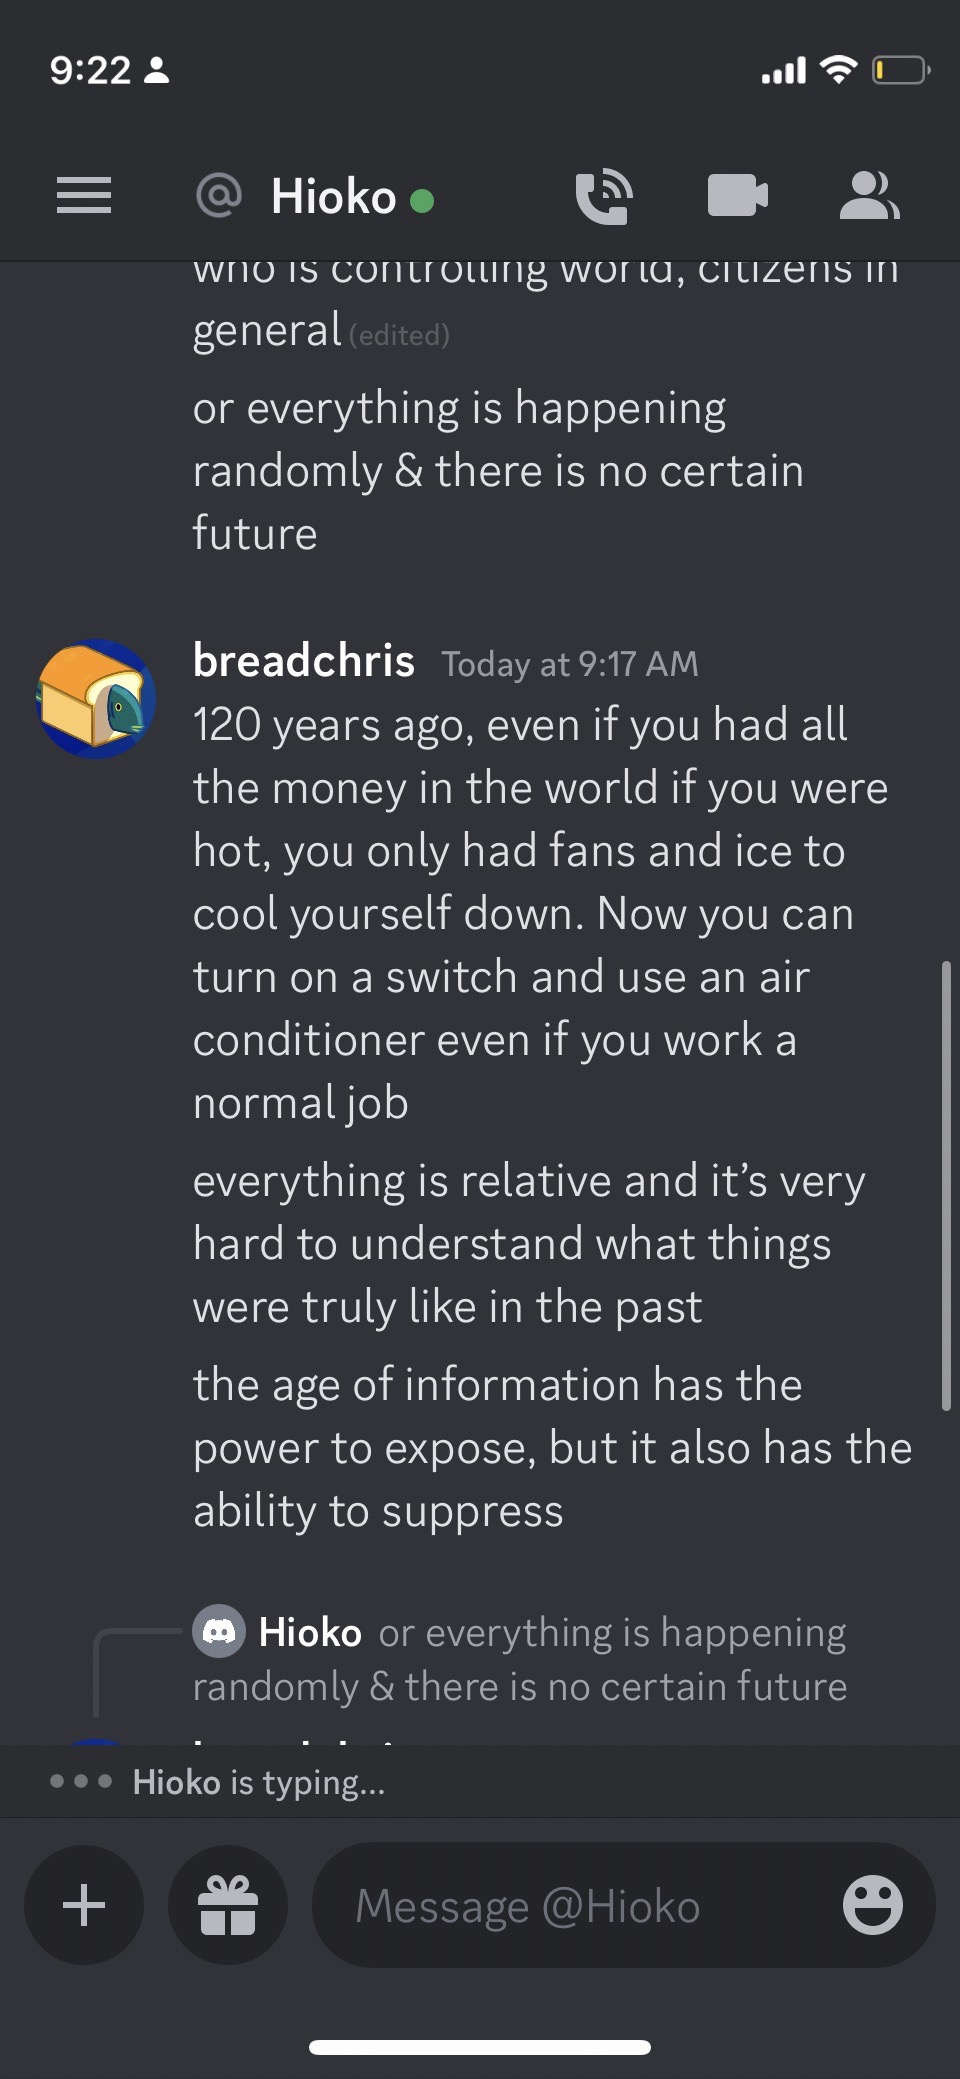 9:22
Hioko
who is controlling world, citizens in
general (edited)
or everything is happening
randomly & there is no certain
future
breadchris Today at 9:17 AM
120 years ago, even if you had all
the money in the world if you were
hot, you only had fans and ice to
cool yourself down. Now you can
turn on a switch and use an air
conditioner even if you work a
normal job
everything is relative and it’s very
hard to understand what things
were truly like in the past
the age of information has the
power to expose, but it also has the
ability to suppress
Hioko or everything is happening
randomly & there is no certain future
Hioko is typing...
Message @Hioko